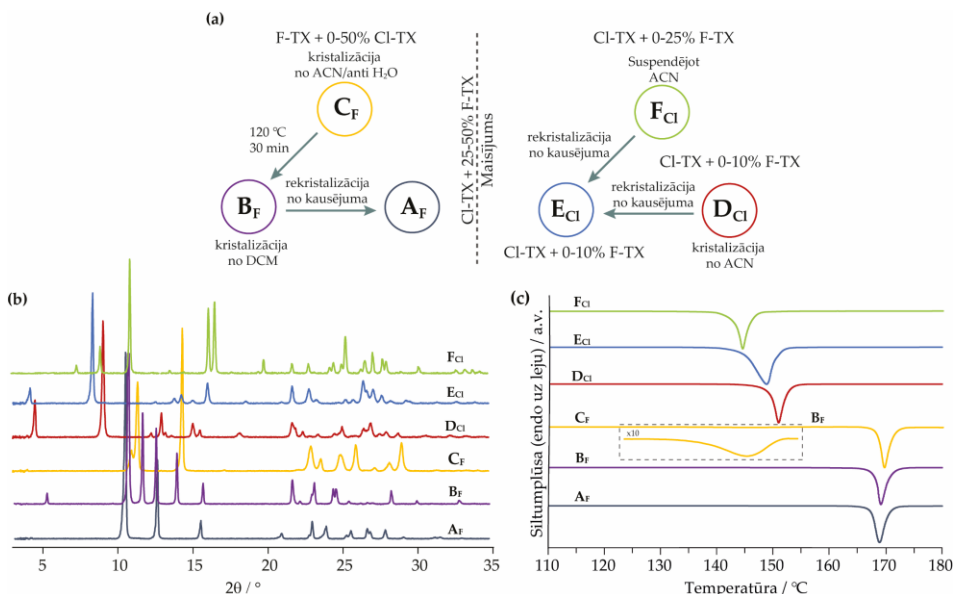 (a)
F-TX + 0-50% Cl-TX
kristalizācija
no ACN/anti H₂O
C_F
120 °C
30 min
B_F
rekristalizācija
no kausējuma
A_F
kristalizācija
no DCM
Cl-TX + 25-50% F-TX
Maisījums
Cl-TX + 0-25% F-TX
Suspendējot
ACN
F_Cl
rekristalizācija
no kausējuma
Cl-TX + 0-10% F-TX
E_Cl
rekristalizācija
no kausējuma
D_Cl
Cl-TX + 0-10% F-TX
kristalizācija
no ACN
(b)
F_Cl
E_Cl
D_Cl
C_F
B_F
A_F
5 10 15 20 25 30 35
2θ / °
(c)
Siltumplūsa (endo uz leju) / a.v.
F_Cl
E_Cl
D_Cl
C_F
B_F
x10
B_F
A_F
110 120 130 140 150 160 170 180
Temperatūra / °C